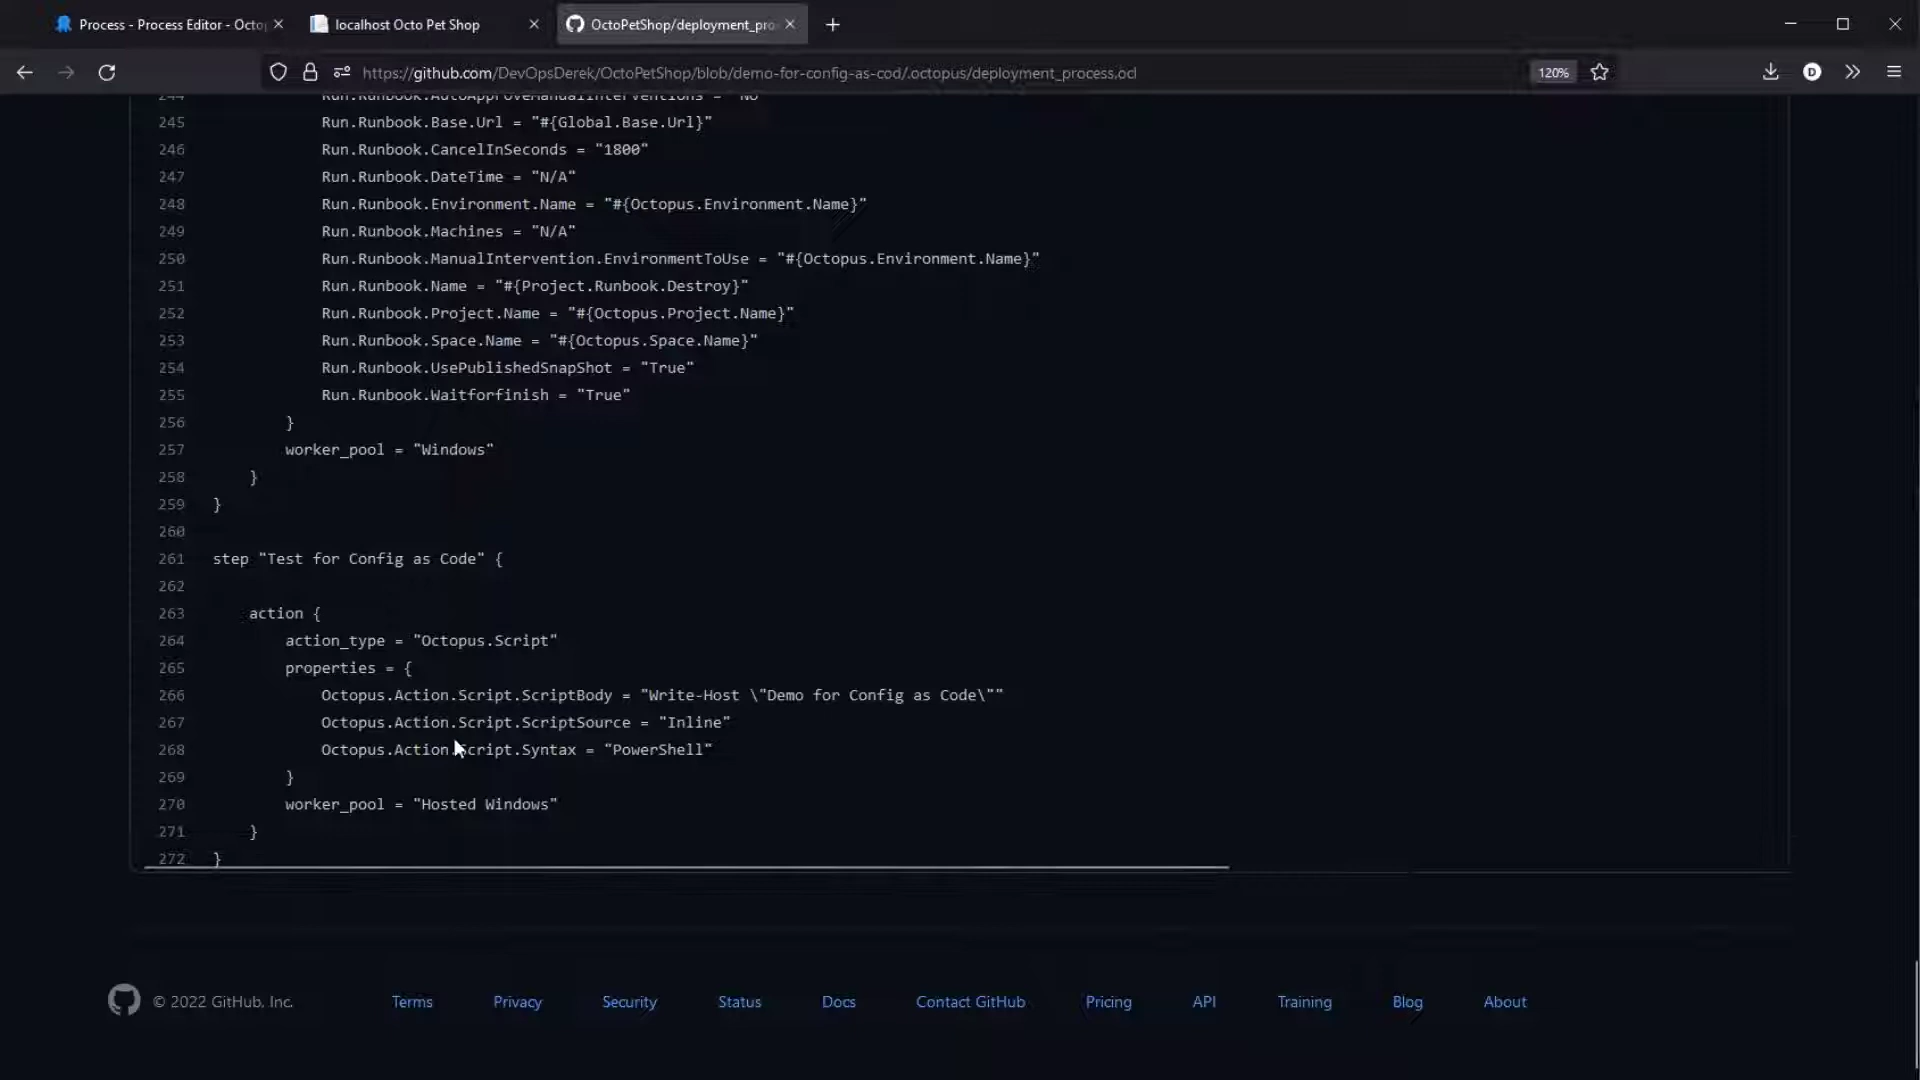 Process - Process Editor - Octo
localhost Octo Pet Shop
OctoPetShop/deployment_pro
https://github.com/DevOpsDerek/OctoPetShop/blob/demo-for-config-as-cod/.octopus/deployment_process.ocl
120%
D
244 Run.Runbook.AutoApproveManualInterventions = "No"
245 Run.Runbook.Base.Url = "#{Global.Base.Url}"
246 Run.Runbook.CancelInSeconds = "1800"
247 Run.Runbook.DateTime = "N/A"
248 Run.Runbook.Environment.Name = "#{Octopus.Environment.Name}"
249 Run.Runbook.Machines = "N/A"
250 Run.Runbook.ManualIntervention.EnvironmentToUse = "#{Octopus.Environment.Name}"
251 Run.Runbook.Name = "#{Project.Runbook.Destroy}"
252 Run.Runbook.Project.Name = "#{Octopus.Project.Name}"
253 Run.Runbook.Space.Name = "#{Octopus.Space.Name}"
254 Run.Runbook.UsePublishedSnapShot = "True"
255 Run.Runbook.Waitforfinish = "True"
256 }
257 worker_pool = "Windows"
258 }
259 }
260
261 step "Test for Config as Code" {
262
263 action {
264 action_type = "Octopus.Script"
265 properties = {
266 Octopus.Action.Script.ScriptBody = "Write-Host \"Demo for Config as Code\""
267 Octopus.Action.Script.ScriptSource = "Inline"
268 Octopus.Action.Script.Syntax = "PowerShell"
269 }
270 worker_pool = "Hosted Windows"
271 }
272 }
© 2022 GitHub, Inc. Terms Privacy Security Status Docs Contact GitHub Pricing API Training Blog About